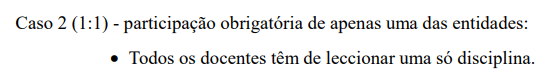 Caso 2 (1:1) - participação obrigatória de apenas uma das entidades:
• Todos os docentes têm de leccionar uma só disciplina.